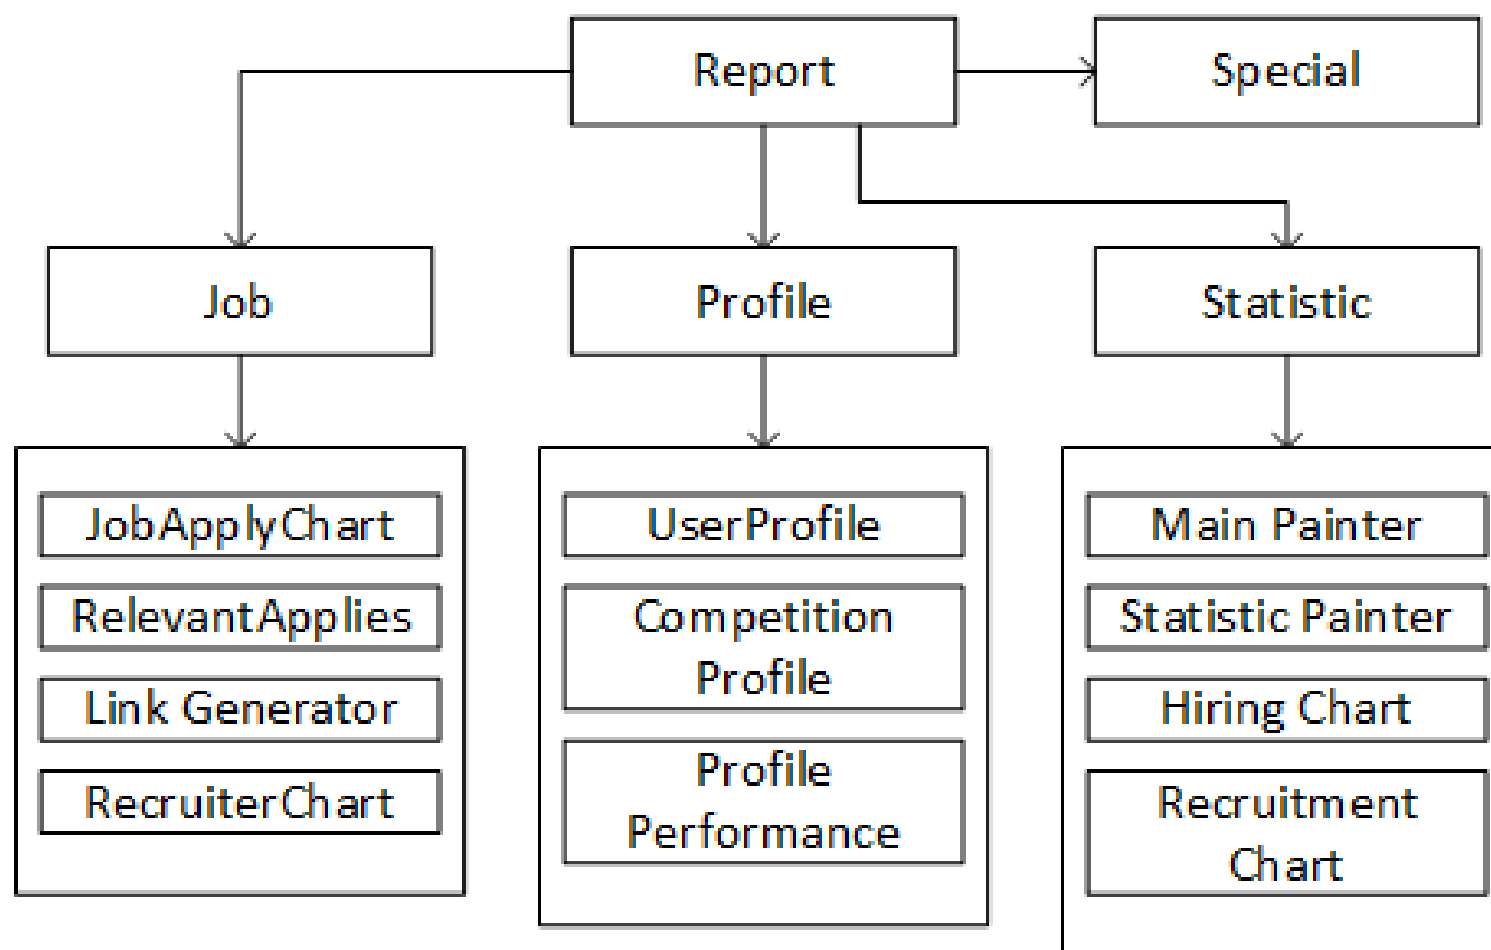 Report
Special
Job
Profile
Statistic
JobApplyChart
RelevantApplies
Link Generator
RecruiterChart
UserProfile
Competition
Profile
Profile
Performance
Main Painter
Statistic Painter
Hiring Chart
Recruitment
Chart